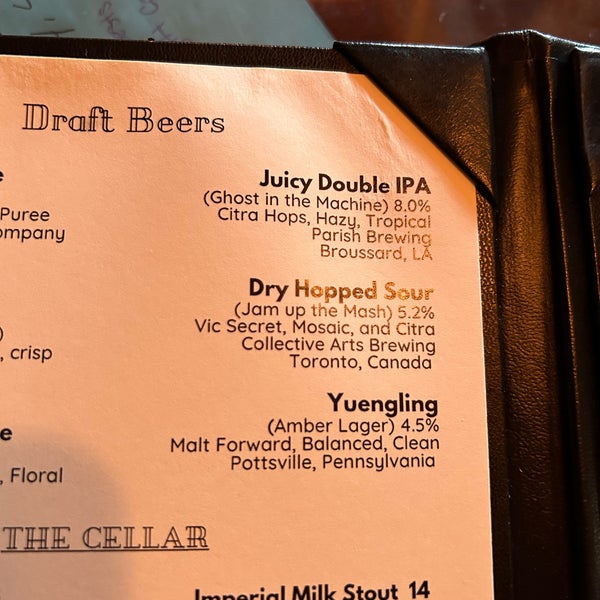 Draft Beers
e
Puree
ompany
)
, crisp
e
, Floral
Juicy Double IPA
(Ghost in the Machine) 8.0%
Citra Hops, Hazy, Tropical
Parish Brewing
Broussard, LA
Dry Hopped Sour
(Jam up the Mash) 5.2%
Vic Secret, Mosaic, and Citra
Collective Arts Brewing
Toronto, Canada
Yuengling
(Amber Lager) 4.5%
Malt Forward, Balanced, Clean
Pottsville, Pennsylvania
THE CELLAR
Imperial Milk Stout 14